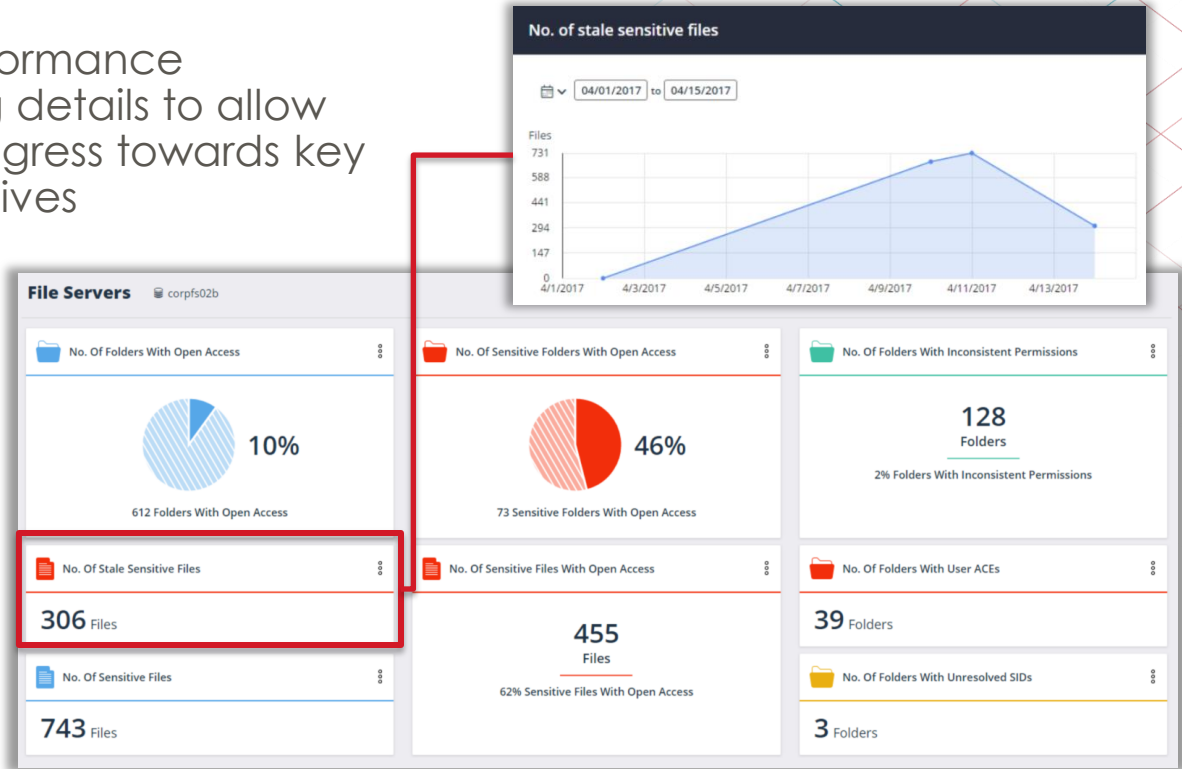 No. of stale sensitive files
04/01/2017 to 04/15/2017
Files
731
588
441
294
147
0
4/1/2017 4/3/2017 4/5/2017 4/7/2017 4/9/2017 4/11/2017 4/13/2017
details to allow
towards key
File Servers corpfs02b
No. Of Folders With Open Access
10%
612 Folders With Open Access
No. Of Sensitive Folders With Open Access
46%
73 Sensitive Folders With Open Access
No. Of Folders With Inconsistent Permissions
128
Folders
2% Folders With Inconsistent Permissions
No. Of Stale Sensitive Files
306 Files
No. Of Sensitive Files With Open Access
455
Files
62% Sensitive Files With Open Access
No. Of Folders With User ACEs
39 Folders
No. Of Sensitive Files
743 Files
No. Of Folders With Unresolved SIDs
3 Folders